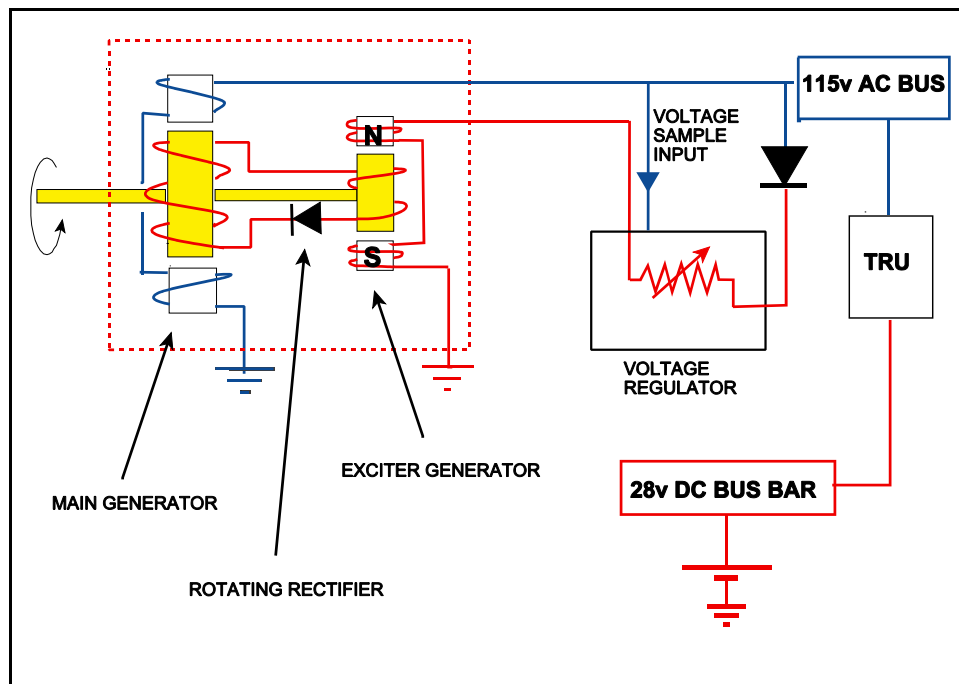 115v AC BUS
VOLTAGE
SAMPLE
INPUT
N
S
TRU
VOLTAGE
REGULATOR
EXCITER GENERATOR
MAIN GENERATOR
28v DC BUS BAR
ROTATING RECTIFIER